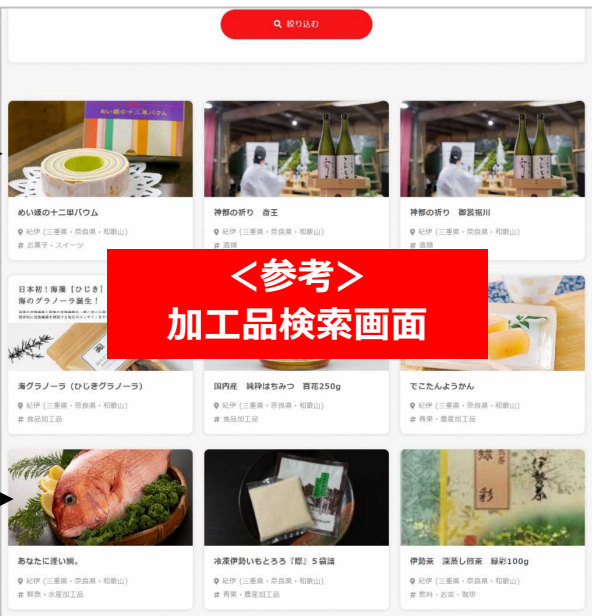 絞り込む
めい姫の十二単バウム
紀伊 (三重県・奈良県・和歌山)
# お菓子・スイーツ
神都の祈り 斎王
紀伊 (三重県・奈良県・和歌山)
# 酒類
神都の祈り 御裳裾川
紀伊 (三重県・奈良県・和歌山)
# 酒類
＜参考＞
加工品検索画面
日本初！海藻［ひじき］
海のグラノーラ誕生！
海グラノーラ（ひじきグラノーラ）
紀伊 (三重県・奈良県・和歌山)
# 食品加工品
国内産 純粋はちみつ 百花250g
紀伊 (三重県・奈良県・和歌山)
# 食品加工品
でこたんようかん
紀伊 (三重県・奈良県・和歌山)
# 青果・農産加工品
あなたに逢い鯛。
紀伊 (三重県・奈良県・和歌山)
# 鮮魚・水産加工品
冷凍伊勢いもとろろ『際』５袋詰
紀伊 (三重県・奈良県・和歌山)
# 青果・農産加工品
緑彩
伊勢茶
伊勢茶 深蒸し煎茶 緑彩100g
紀伊 (三重県・奈良県・和歌山)
# 飲料・お茶・珈琲